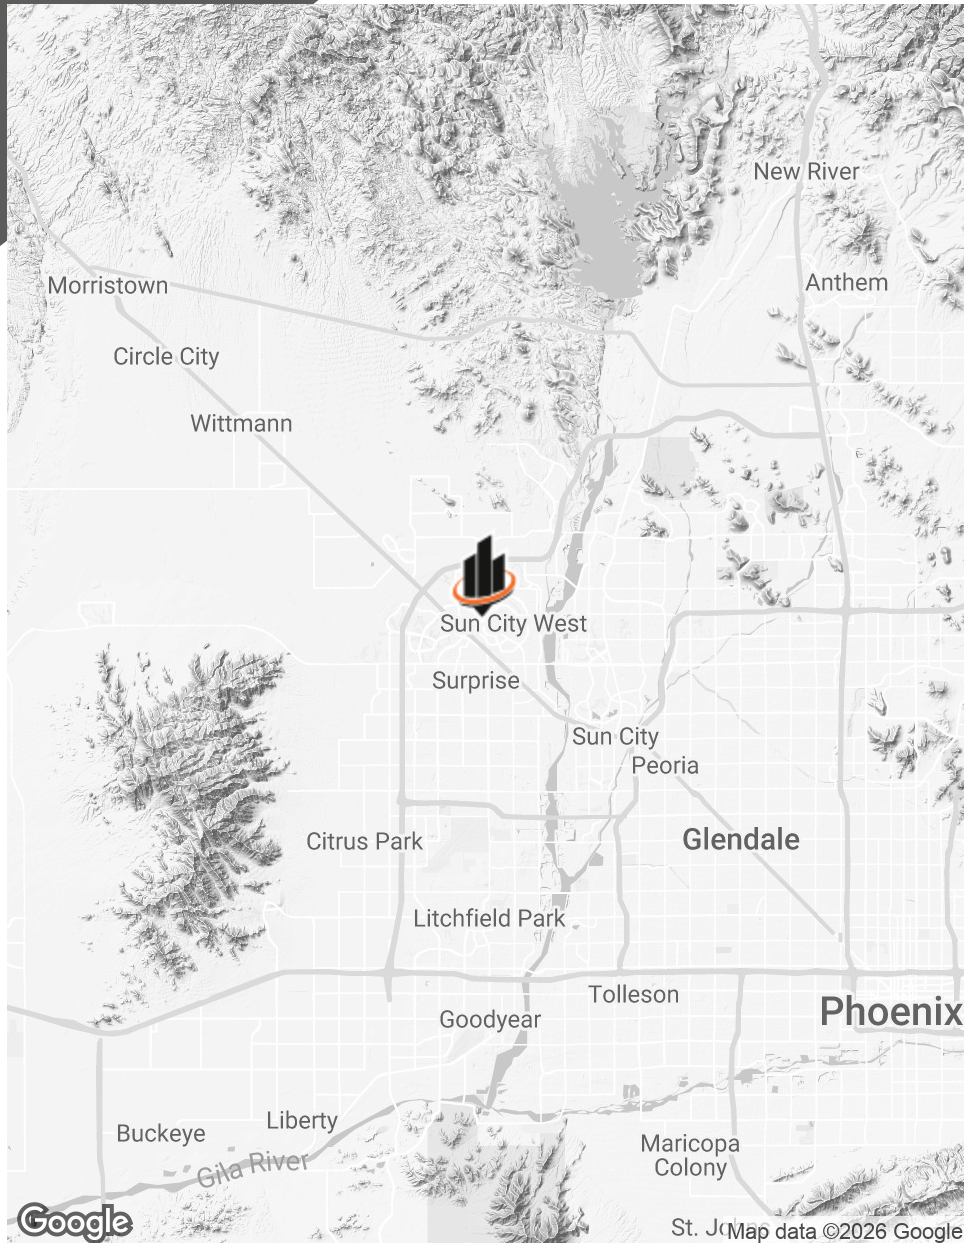 New River
Anthem
Morristown
Circle City
Wittmann
Sun City West
Surprise
Sun City
Peoria
Glendale
Citrus Park
Litchfield Park
Tolleson
Phoenix
Goodyear
Liberty
Buckeye
Maricopa
Colony
Gila River
Google
St.
Map data ©2026 Google